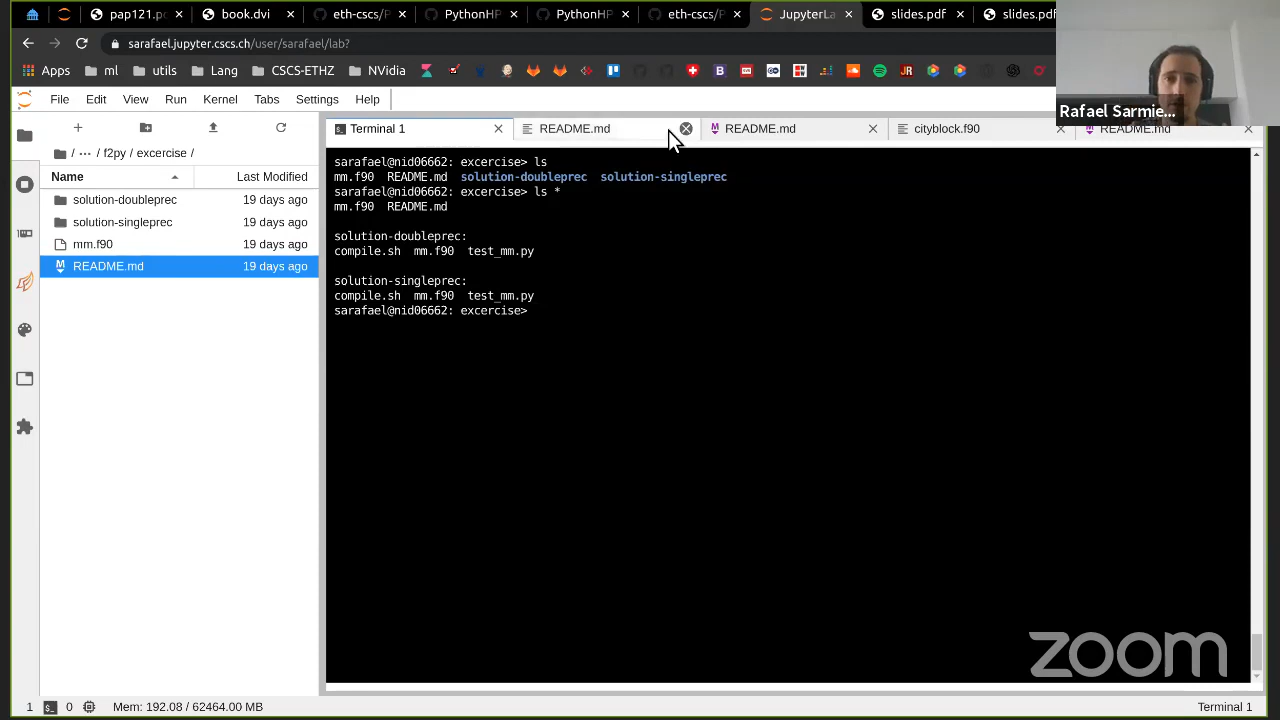 pap121.p
book.dvi
eth-cscs/P
PythonHP
PythonHP
eth-cscs/P
JupyterLa
slides.pdf
slides.pdf
sarafael.jupyter.cscs.ch/user/sarafael/lab?
Apps
ml
utils
Lang
CSCS-ETHZ
NVidia
File
Edit
View
Run
Kernel
Tabs
Settings
Help
Rafael Sarmie...
/ ... f2py / excercise /
Name
Last Modified
solution-doubleprec
19 days ago
solution-singleprec
19 days ago
mm.f90
19 days ago
README.md
19 days ago
Terminal 1
README.md
README.md
cityblock.f90
README.md
sarafael@nid06662: excercise> ls
mm.f90 README.md solution-doubleprec solution-singleprec
sarafael@nid06662: excercise> ls *
mm.f90 README.md
solution-doubleprec:
compile.sh mm.f90 test_mm.py
solution-singleprec:
compile.sh mm.f90 test_mm.py
sarafael@nid06662: excercise>
zoom
1
0
Mem: 192.08 / 62464.00 MB
Terminal 1